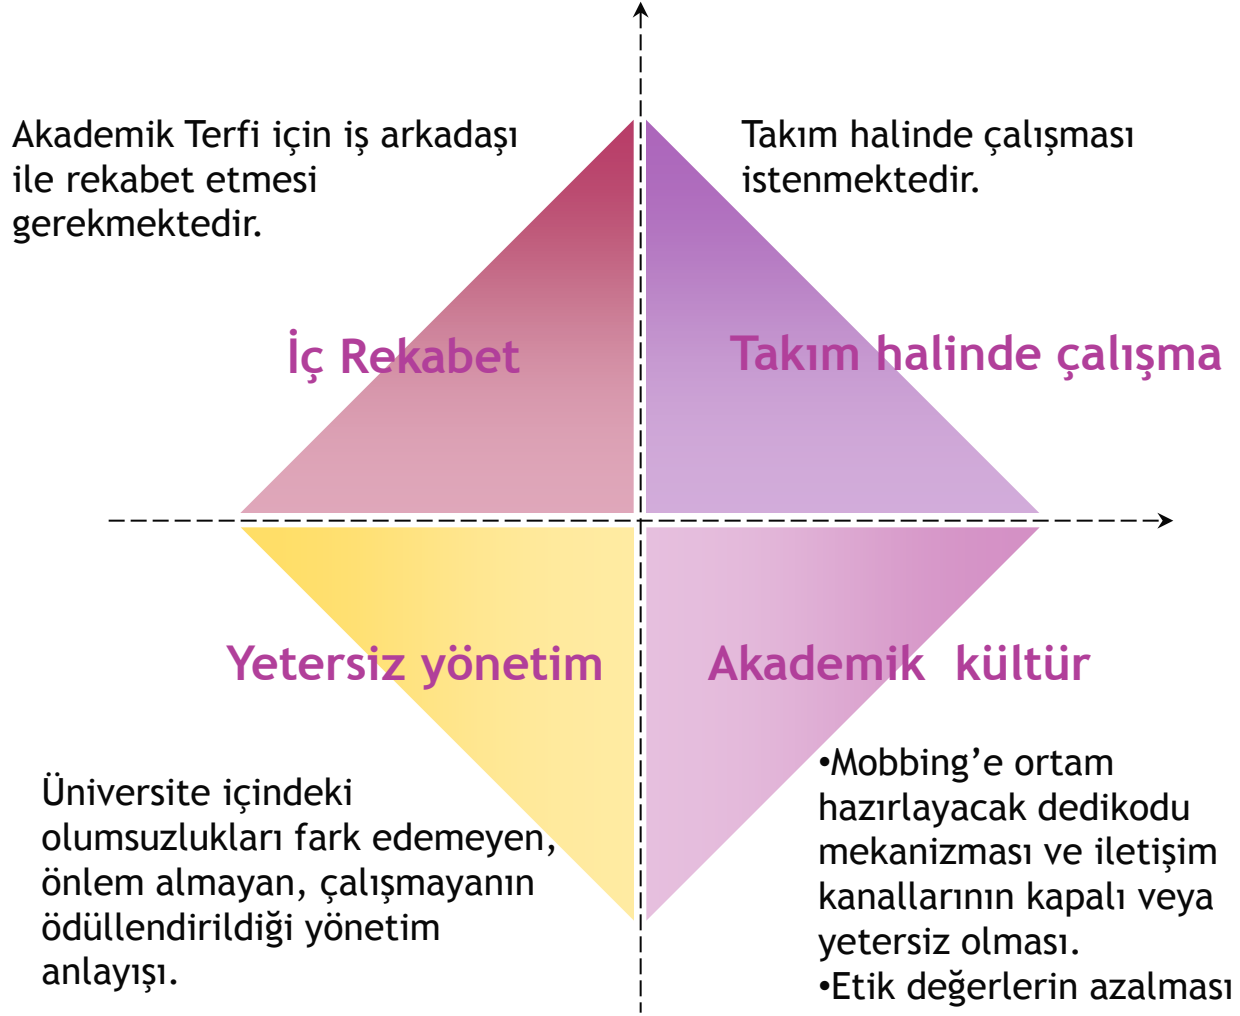 Akademik Terfi için iş arkadaşı
ile rekabet etmesi
gerekmektedir.
Takım halinde çalışması
istenmektedir.
İç Rekabet
Takım halinde çalışma
Yetersiz yönetim
Akademik kültür
Üniversite içindeki
olumsuzlukları fark edemeyen,
önlem almayan, çalışmayanın
ödüllendirildiği yönetim
anlayışı.
•Mobbing’e ortam
hazırlayacak dedikodu
mekanizması ve iletişim
kanallarının kapalı veya
yetersiz olması.
•Etik değerlerin azalması